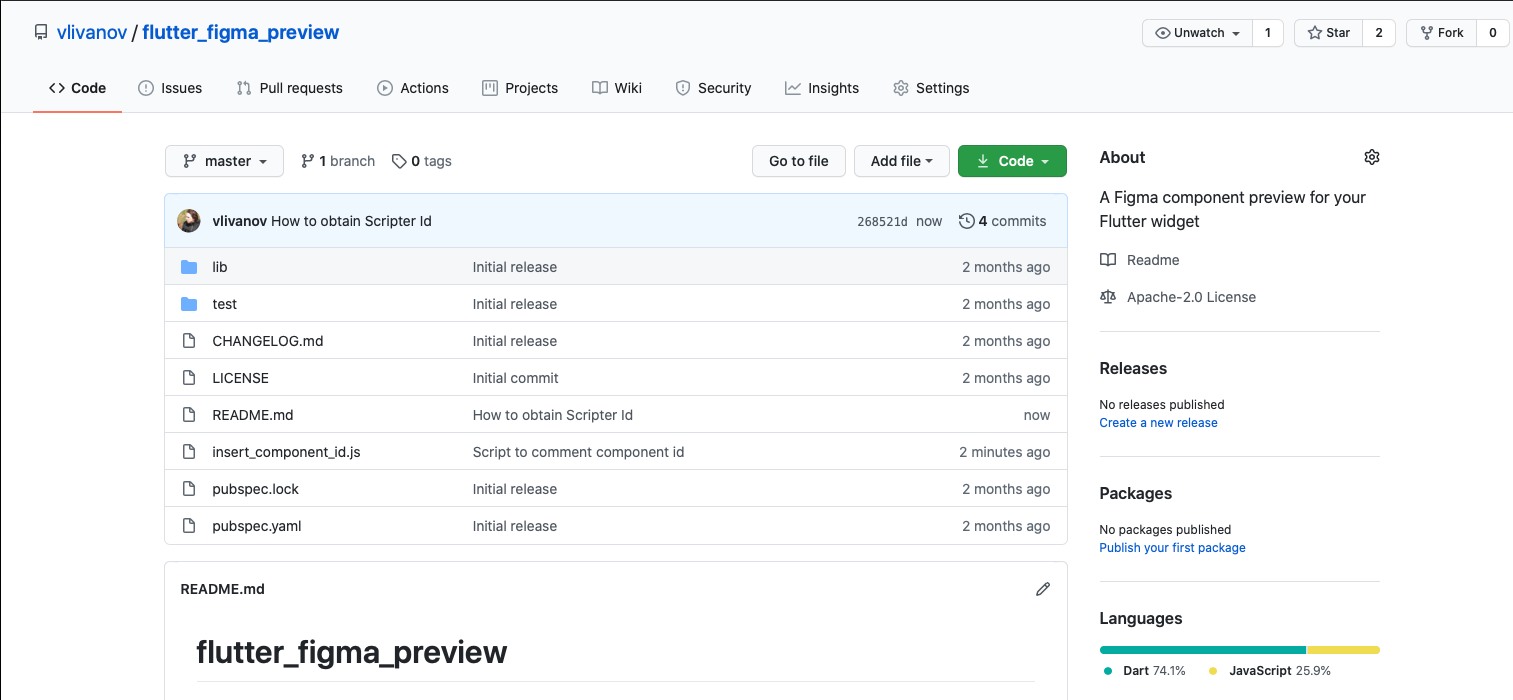 vlivanov / flutter_figma_preview
Unwatch 1 Star 2 Fork 0
Code Issues Pull requests Actions Projects Wiki Security Insights Settings
master 1 branch 0 tags Go to file Add file Code
vlivanov How to obtain Scripter Id 268521d now 4 commits
lib Initial release 2 months ago
test Initial release 2 months ago
CHANGELOG.md Initial release 2 months ago
LICENSE Initial commit 2 months ago
README.md How to obtain Scripter Id now
insert_component_id.js Script to comment component id 2 minutes ago
pubspec.lock Initial release 2 months ago
pubspec.yaml Initial release 2 months ago
README.md
flutter_figma_preview
About
A Figma component preview for your
Flutter widget
Readme
Apache-2.0 License
Releases
No releases published
Create a new release
Packages
No packages published
Publish your first package
Languages
Dart 74.1% JavaScript 25.9%